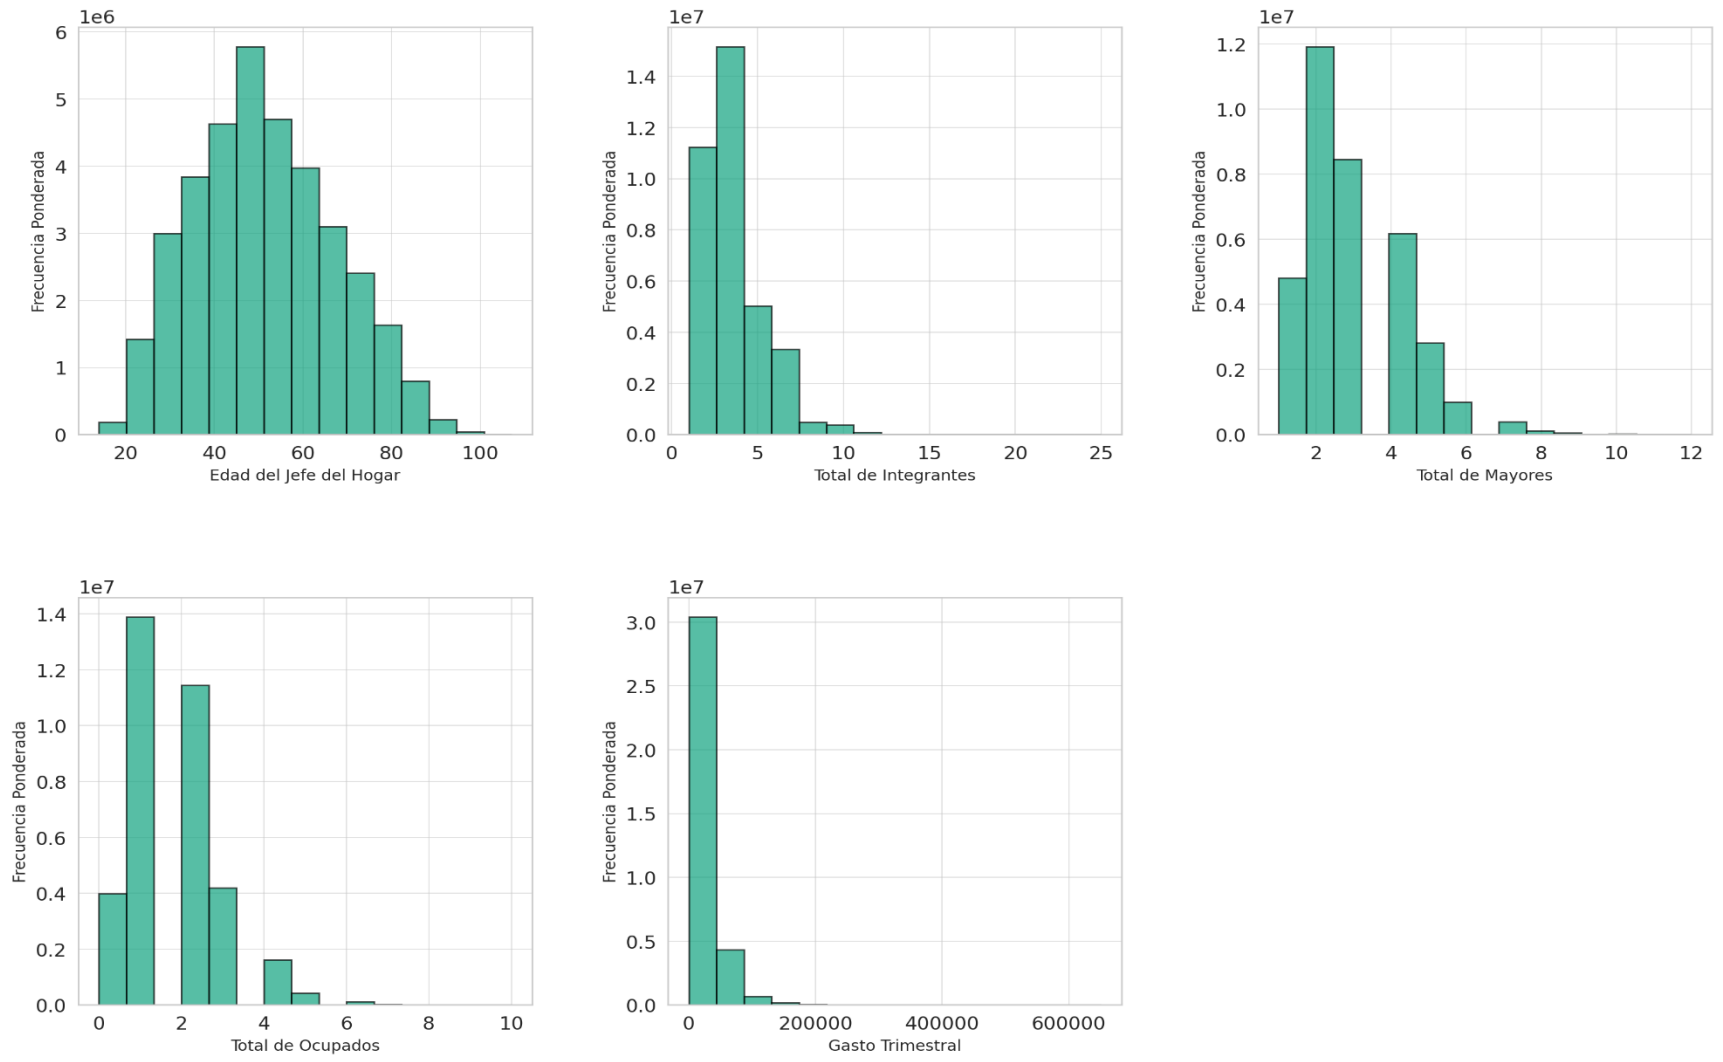 1e6
6
5
4
3
2
1
0
Frecuencia Ponderada
20 40 60 80 100
Edad del Jefe del Hogar
1e7
1.4
1.2
1.0
0.8
0.6
0.4
0.2
0.0
Frecuencia Ponderada
0 5 10 15 20 25
Total de Integrantes
1e7
1.2
1.0
0.8
0.6
0.4
0.2
0.0
Frecuencia Ponderada
2 4 6 8 10 12
Total de Mayores
1e7
1.4
1.2
1.0
0.8
0.6
0.4
0.2
0.0
Frecuencia Ponderada
0 2 4 6 8 10
Total de Ocupados
1e7
3.0
2.5
2.0
1.5
1.0
0.5
0.0
Frecuencia Ponderada
0 200000 400000 600000
Gasto Trimestral